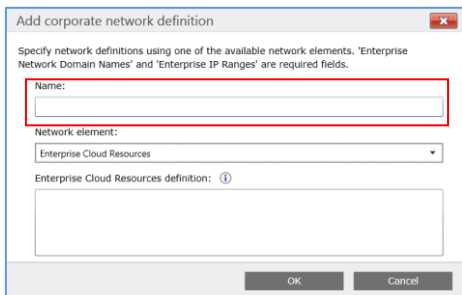 Add corporate network definition
Specify network definitions using one of the available network elements. 'Enterprise
Network Domain Names' and 'Enterprise IP Ranges' are required fields.
Name:
Network element:
Enterprise Cloud Resources
Enterprise Cloud Resources definition:
OK
Cancel